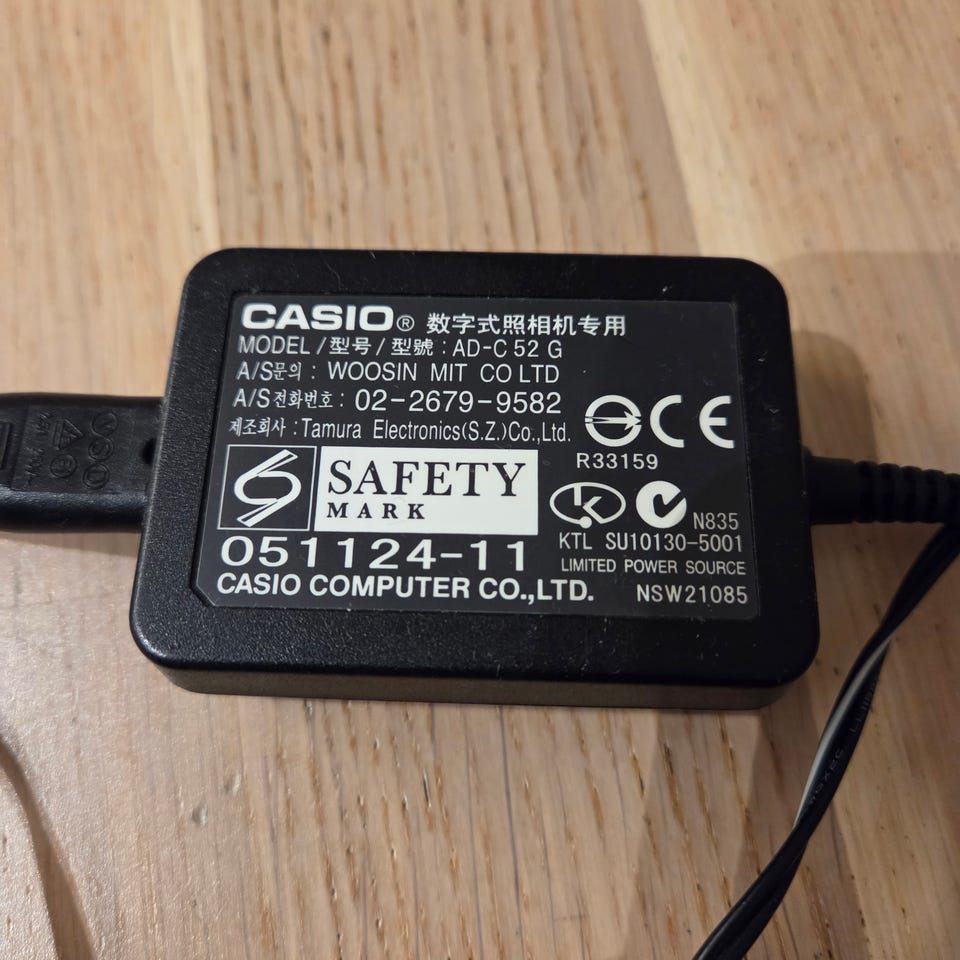 CASIO® 数字式照相机专用
MODEL/型号/型號:AD-C 52 G
A/S문의: WOOSIN MIT CO LTD
A/S전화번호: 02-2679-9582
제조회사:Tamura Electronics(S.Z.)Co.,Ltd.
CE
R33159
SAFETY
MARK
K
N835
051124-11
KTL SU10130-5001
LIMITED POWER SOURCE
CASIO COMPUTER CO.,LTD.
NSW21085